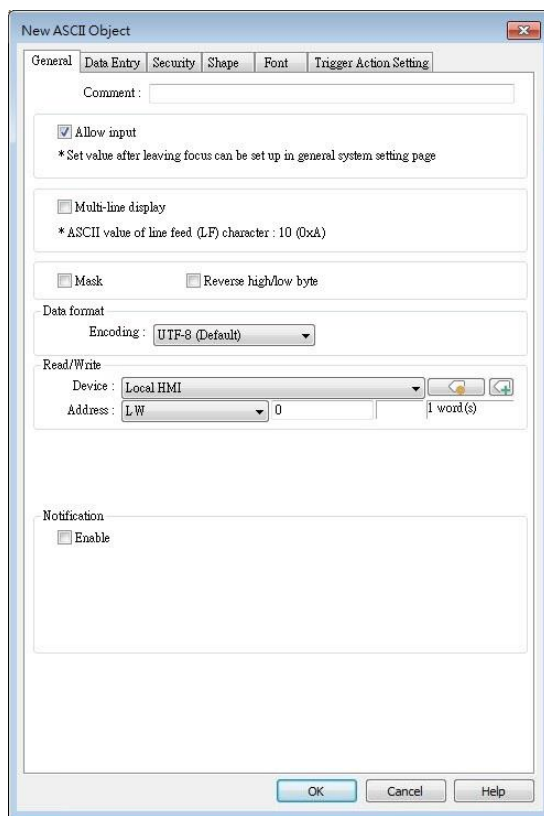 New ASCII Object
General Data Entry Security Shape Font Trigger Action Setting
Comment :
Allow input
*Set value after leaving focus can be set up in general system setting page
Multi-line display
*ASCII value of line feed (LF) character : 10 (0xA)
Mask Reverse high/low byte
Data format
Encoding : UTF-8 (Default)
Read/Write
Device : Local HMI
Address : LW 0 1 word(s)
Notification
Enable
OK Cancel Help